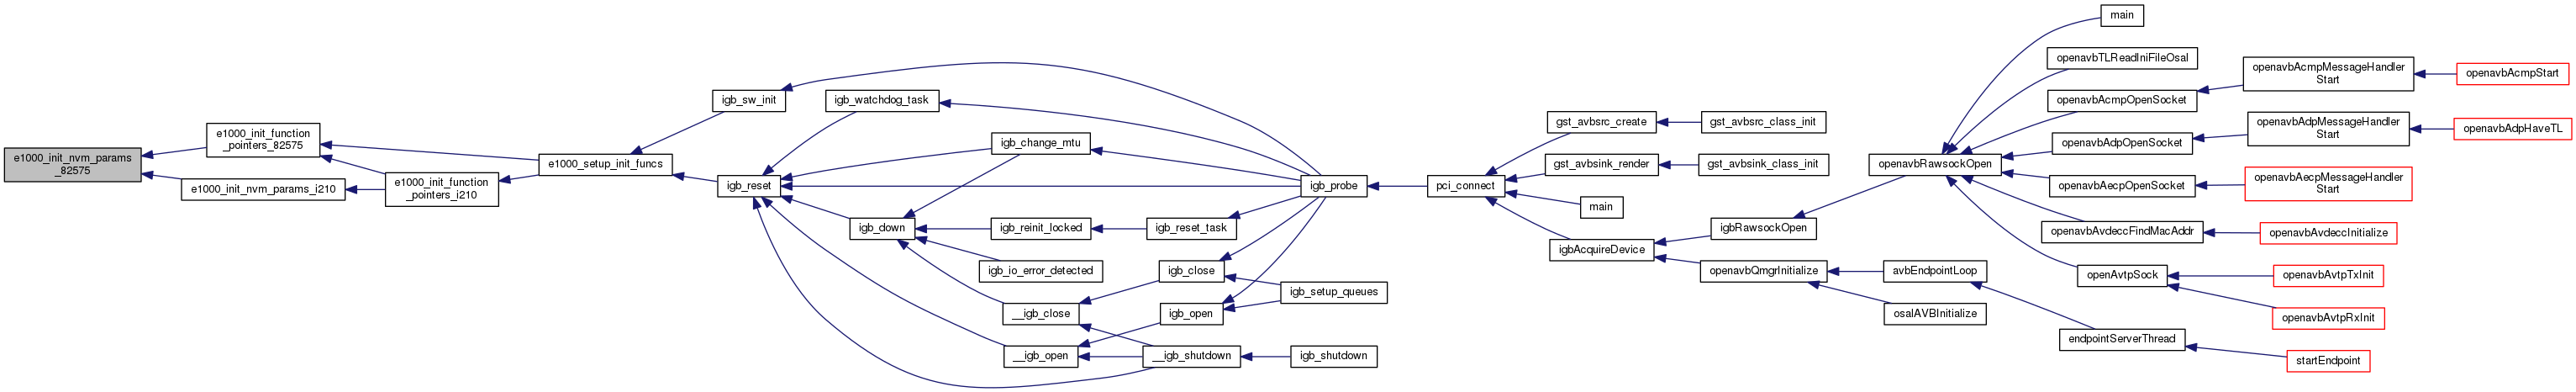 e1000_init_nvm_params
_82575
e1000_init_function
_pointers_82575
e1000_init_nvm_params_i210
e1000_init_function
_pointers_i210
e1000_setup_init_funcs
igb_sw_init
igb_reset
igb_watchdog_task
igb_change_mtu
igb_down
igb_reinit_locked
igb_reset_task
igb_io_error_detected
__igb_close
igb_close
igb_setup_queues
__igb_open
igb_open
__igb_shutdown
igb_shutdown
igb_probe
pci_connect
gst_avbsrc_create
gst_avbsrc_class_init
gst_avbsink_render
gst_avbsink_class_init
main
igbAcquireDevice
igbRawsockOpen
openavbQmgrInitialize
avbEndpointLoop
osalAVBInitialize
endpointServerThread
startEndpoint
openavbRawsockOpen
main
openavbTLReadIniFileOsal
openavbAcmpOpenSocket
openavbAcmpMessageHandler
Start
openavbAcmpStart
openavbAdpOpenSocket
openavbAdpMessageHandler
Start
openavbAdpHaveTL
openavbAecpOpenSocket
openavbAecpMessageHandler
Start
openavbAvdeccFindMacAddr
openavbAvdeccInitialize
openAvtpSock
openavbAvtpTxInit
openavbAvtpRxInit